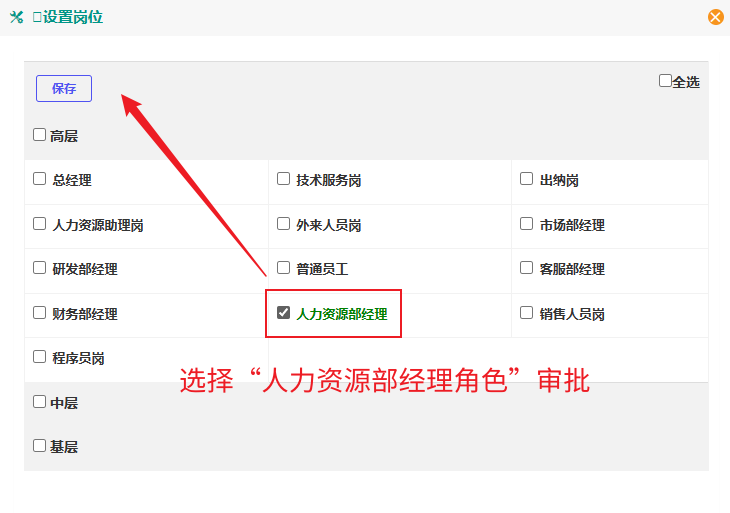 设置岗位
保存
全选
高层
总经理 技术服务岗 出纳岗
人力资源助理岗 外来人员岗 市场部经理
研发部经理 普通员工 客服部经理
财务部经理 人力资源部经理 销售人员岗
程序员岗
选择“人力资源部经理角色”审批
中层
基层